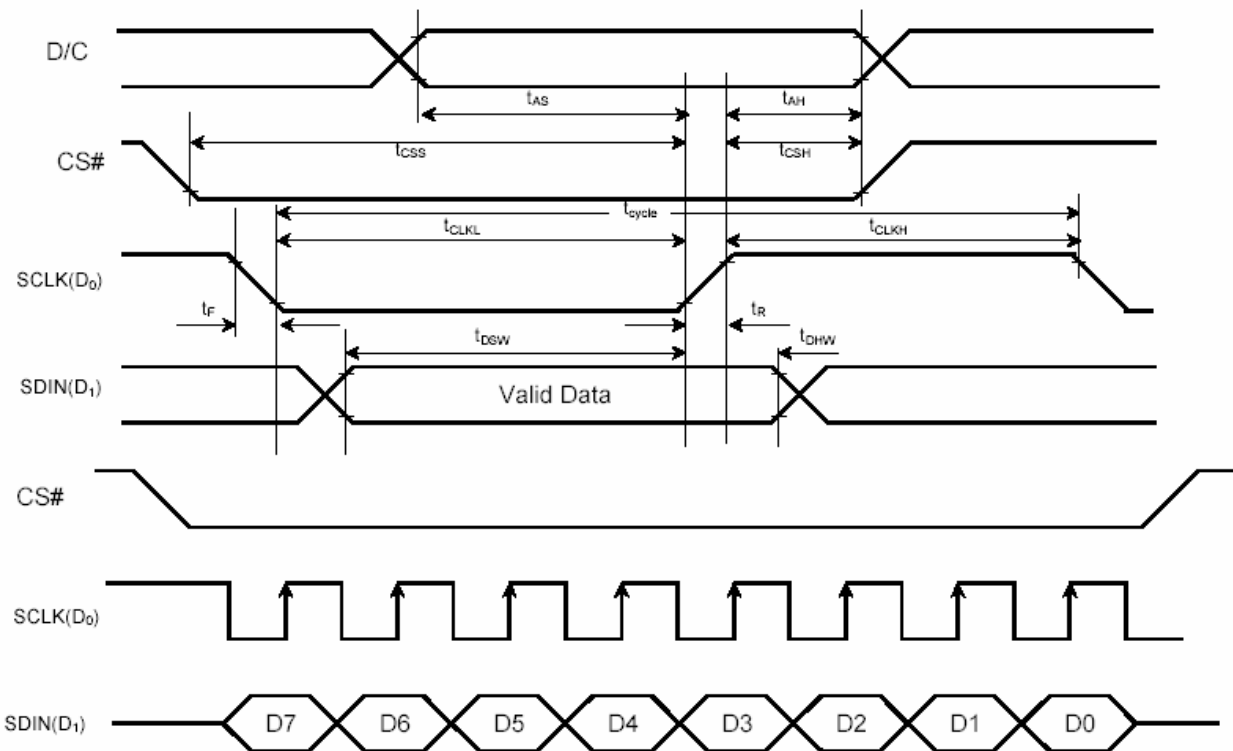 D/C
tAS
tAH
CS#
tCSS
tCSH
tcycle
tCLKL
tCLKH
SCLK(D0)
tF
tR
tDSW
tDHW
SDIN(D1)
Valid Data
CS#
SCLK(D0)
SDIN(D1)
D7 D6 D5 D4 D3 D2 D1 D0